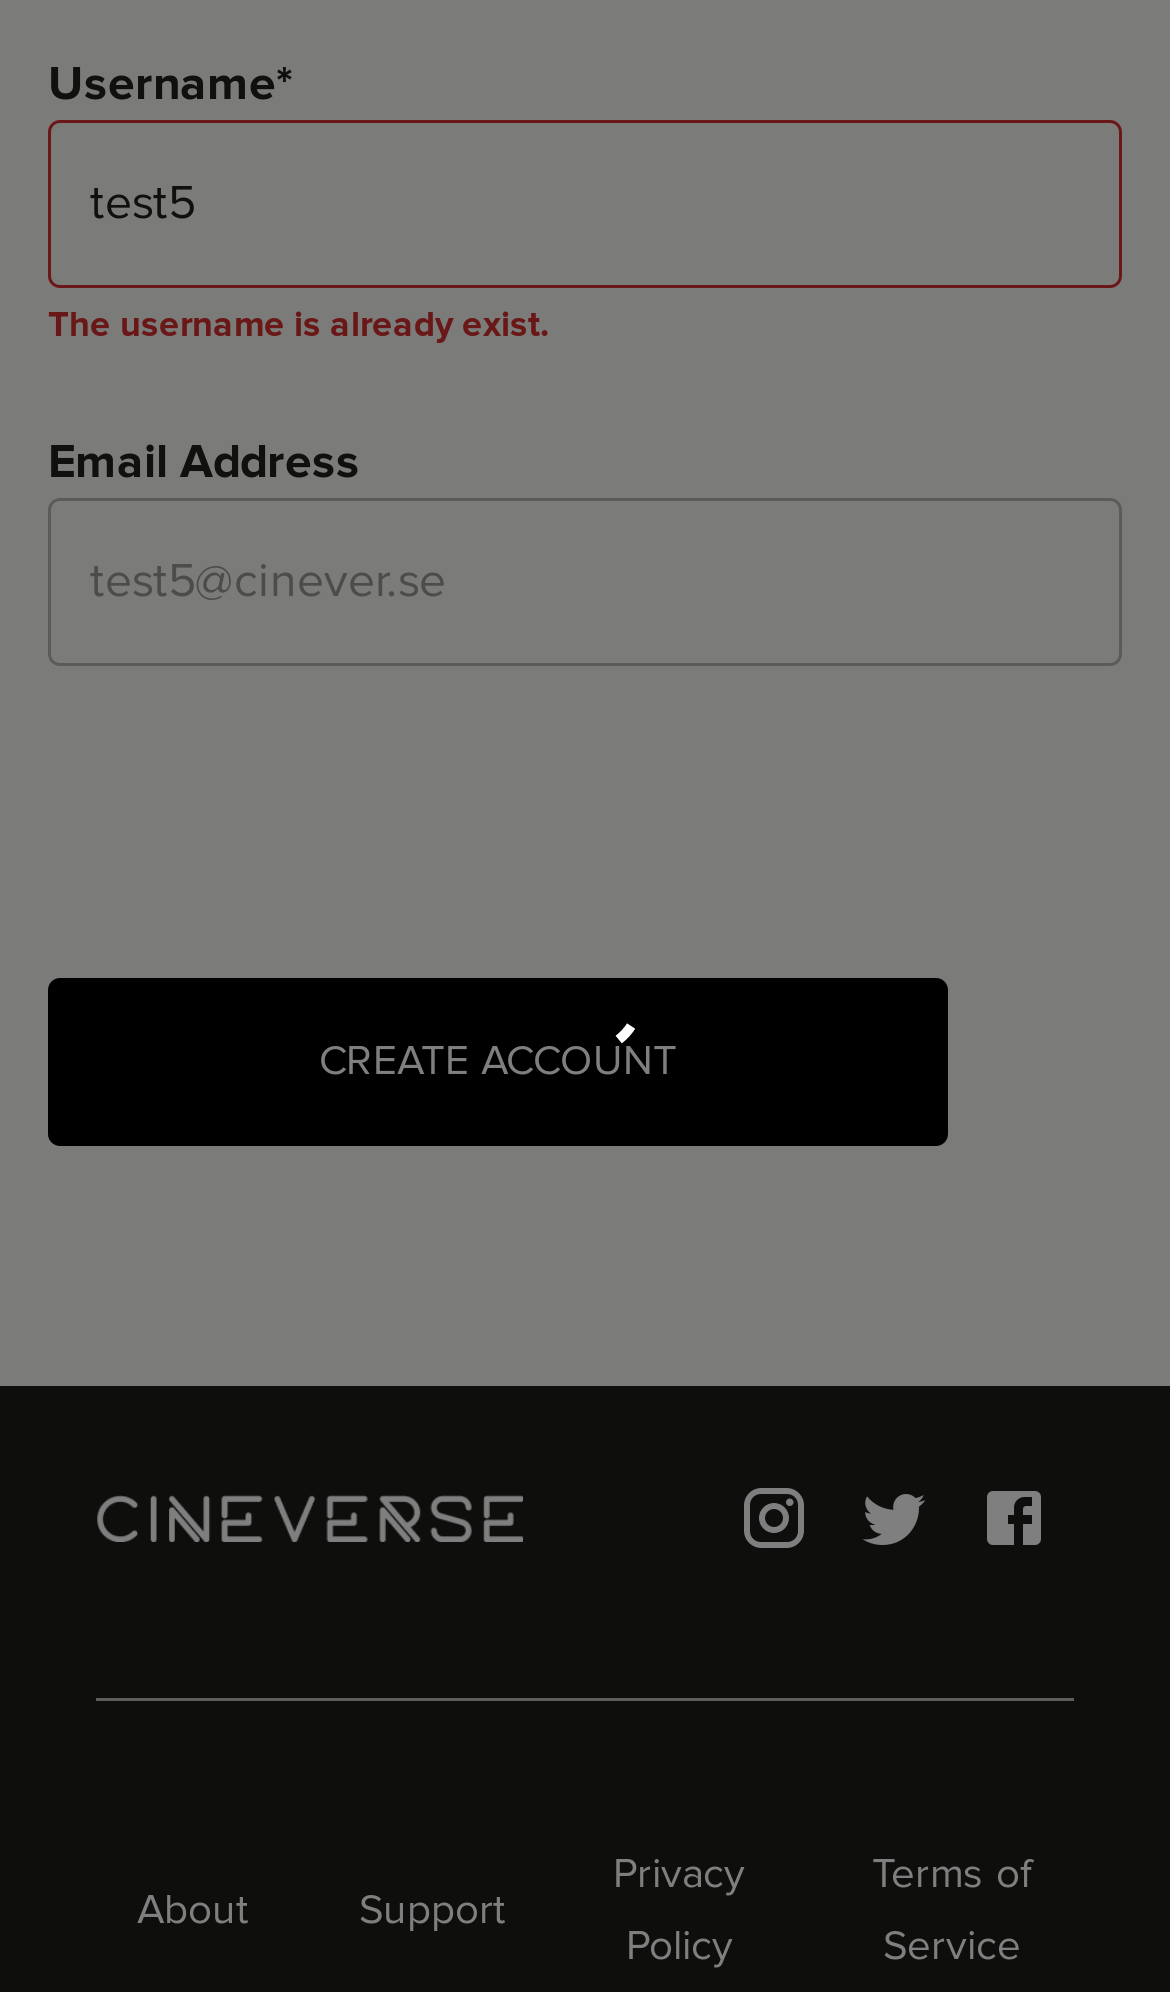 Username*
test5
The username is already exist.
Email Address
test5@cinever.se
CREATE ACCOUNT
CINEVERSE
About
Support
Privacy
Policy
Terms of
Service